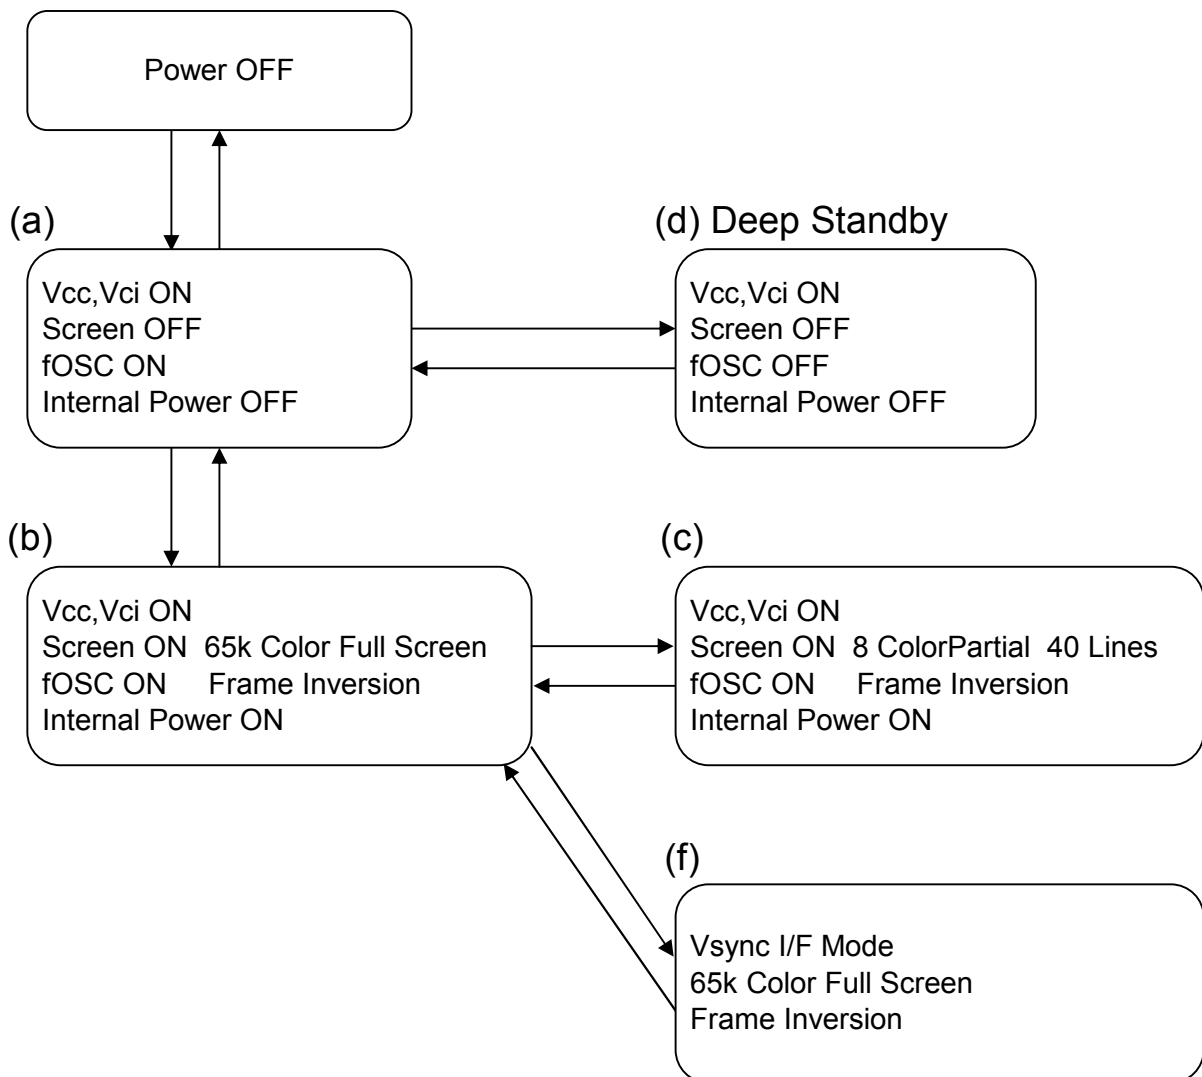 Power OFF
(a)
Vcc,Vci ON
Screen OFF
fOSC ON
Internal Power OFF
(d) Deep Standby
Vcc,Vci ON
Screen OFF
fOSC OFF
Internal Power OFF
(b)
Vcc,Vci ON
Screen ON 65k Color Full Screen
fOSC ON Frame Inversion
Internal Power ON
(c)
Vcc,Vci ON
Screen ON 8 ColorPartial 40 Lines
fOSC ON Frame Inversion
Internal Power ON
(f)
Vsync I/F Mode
65k Color Full Screen
Frame Inversion